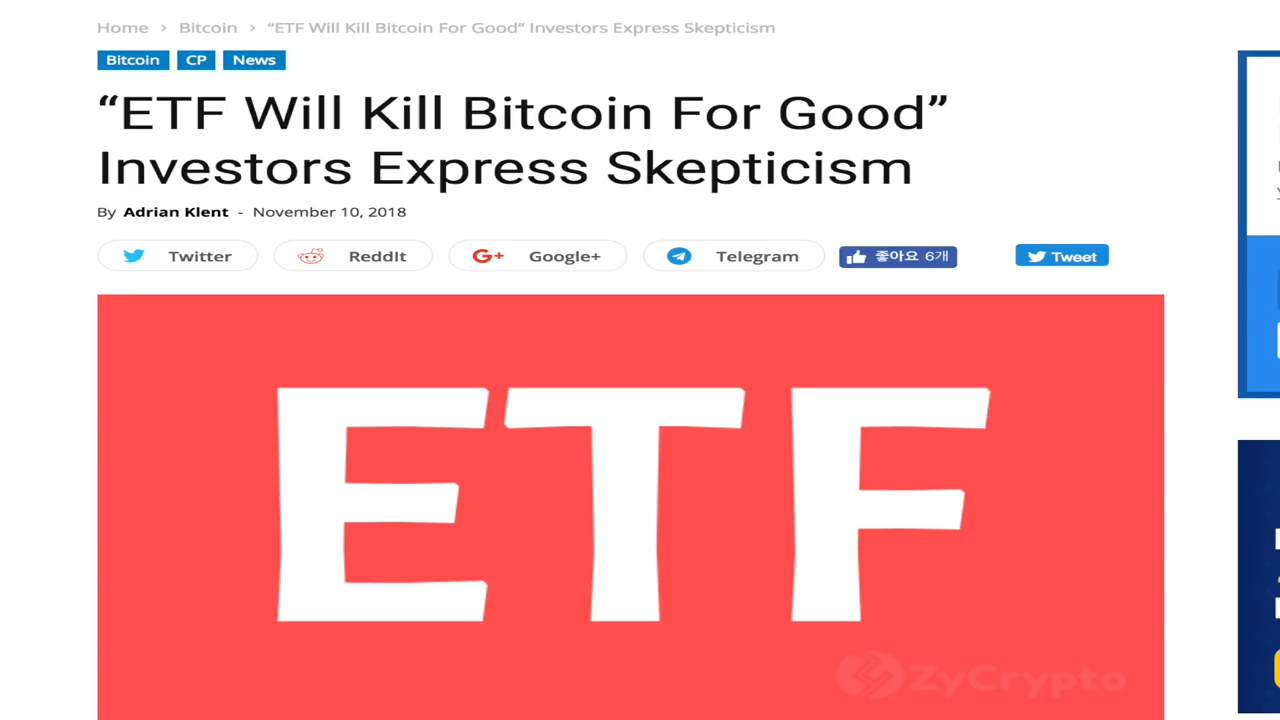 Home > Bitcoin > “ETF Will Kill Bitcoin For Good” Investors Express Skepticism
Bitcoin CP News
“ETF Will Kill Bitcoin For Good”
Investors Express Skepticism
By Adrian Klent - November 10, 2018
Twitter ReddIt G+ Google+ Telegram 좋아요 6개 Tweet
ETF
ZyCrypto